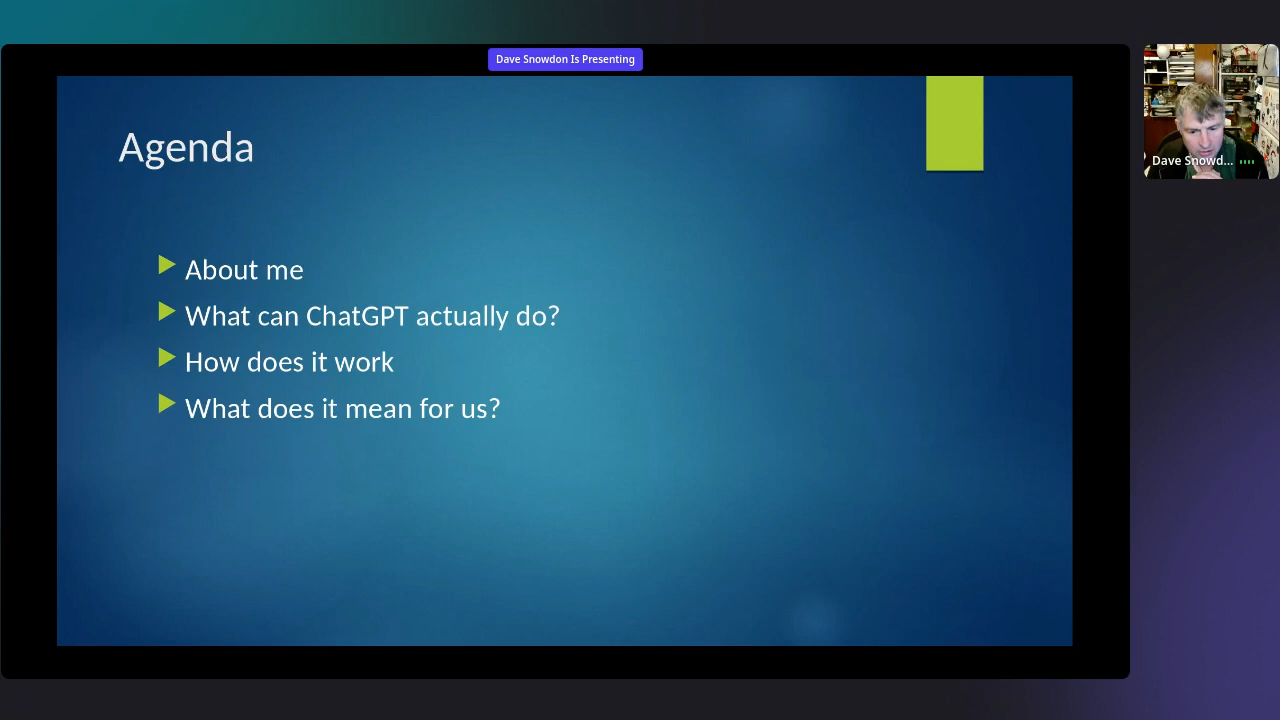 Dave Snowdon Is Presenting
Agenda
About me
What can ChatGPT actually do?
How does it work
What does it mean for us?
Dave Snowd...